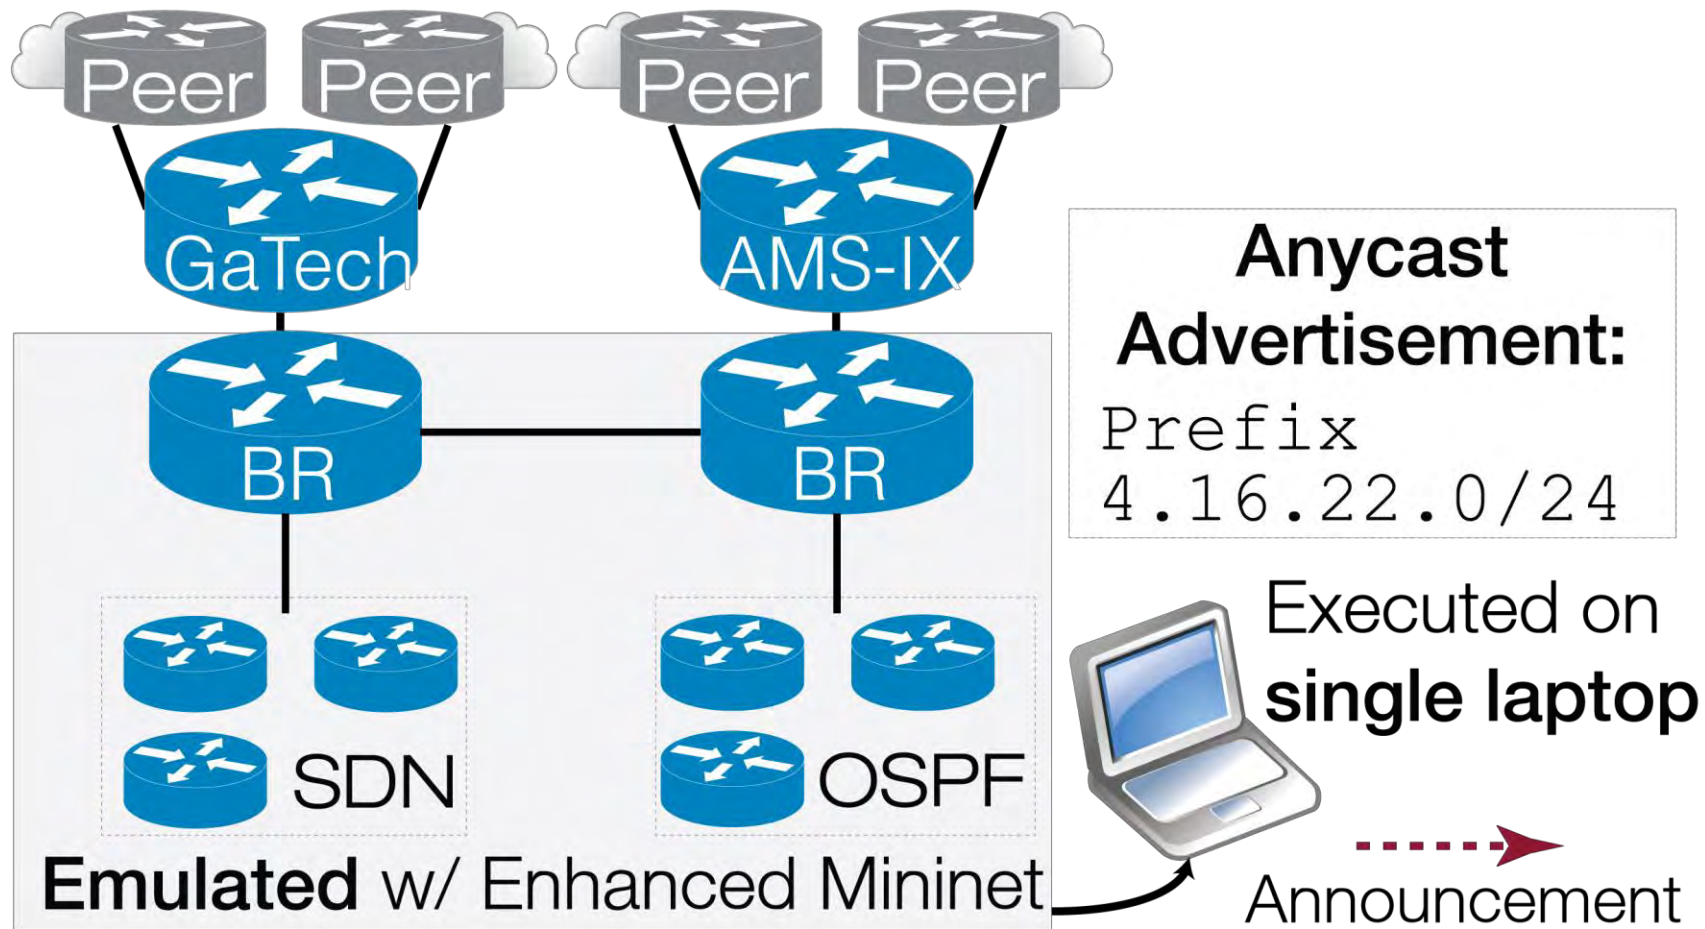 Peer Peer Peer Peer
GaTech AMS-IX
BR BR
SDN OSPF
Emulated w/ Enhanced Mininet
Anycast
Advertisement:
Prefix
4.16.22.0/24
Executed on
single laptop
Announcement